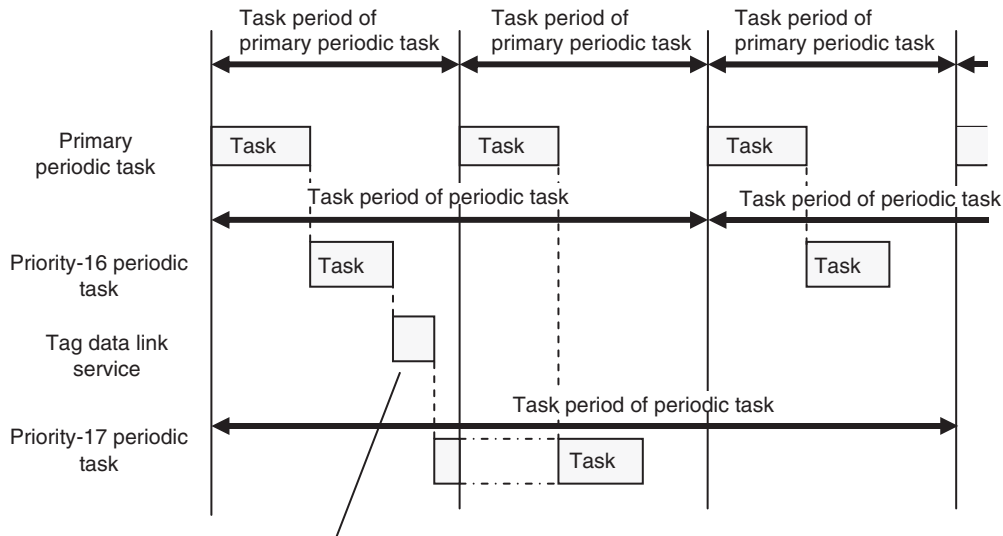 Task period of
primary periodic task
Task period of
primary periodic task
Task period of
primary periodic task
Primary
periodic task
Task
Task
Task
Task period of periodic task
Task period of periodic task
Priority-16 periodic
task
Task
Task
Tag data link
service
Task period of periodic task
Priority-17 periodic
task
Task